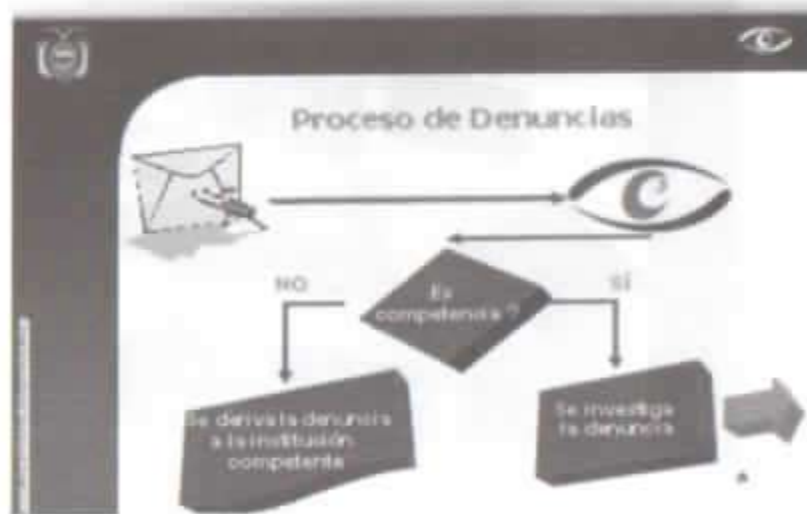 Proceso de Denuncias
NO
SÍ
Es
competencia ?
Se deriva la denuncia
a la institución
competente
Se investiga
la denuncia